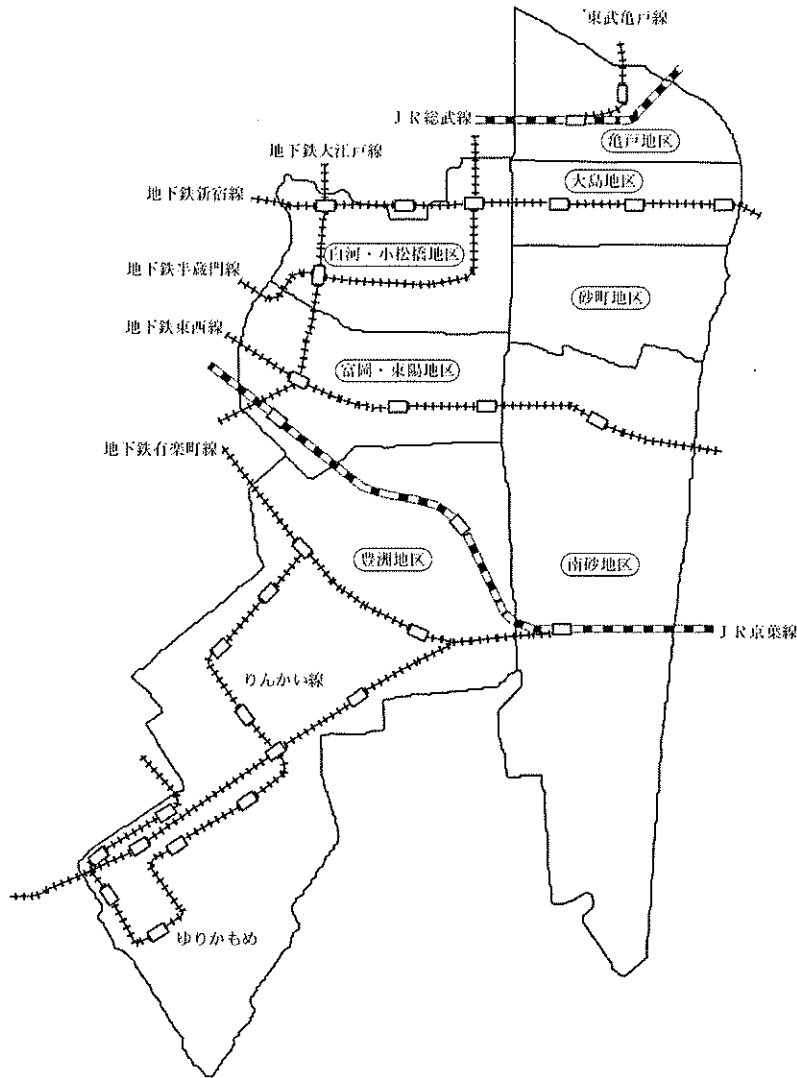 東武亀戸線
JR総武線
亀戸地区
地下鉄大江戸線
大島地区
地下鉄新宿線
白河・小松橋地区
地下鉄半蔵門線
砂町地区
地下鉄東西線
富岡・東陽地区
地下鉄有楽町線
豊洲地区
南砂地区
JR京葉線
りんかい線
ゆりかもめ